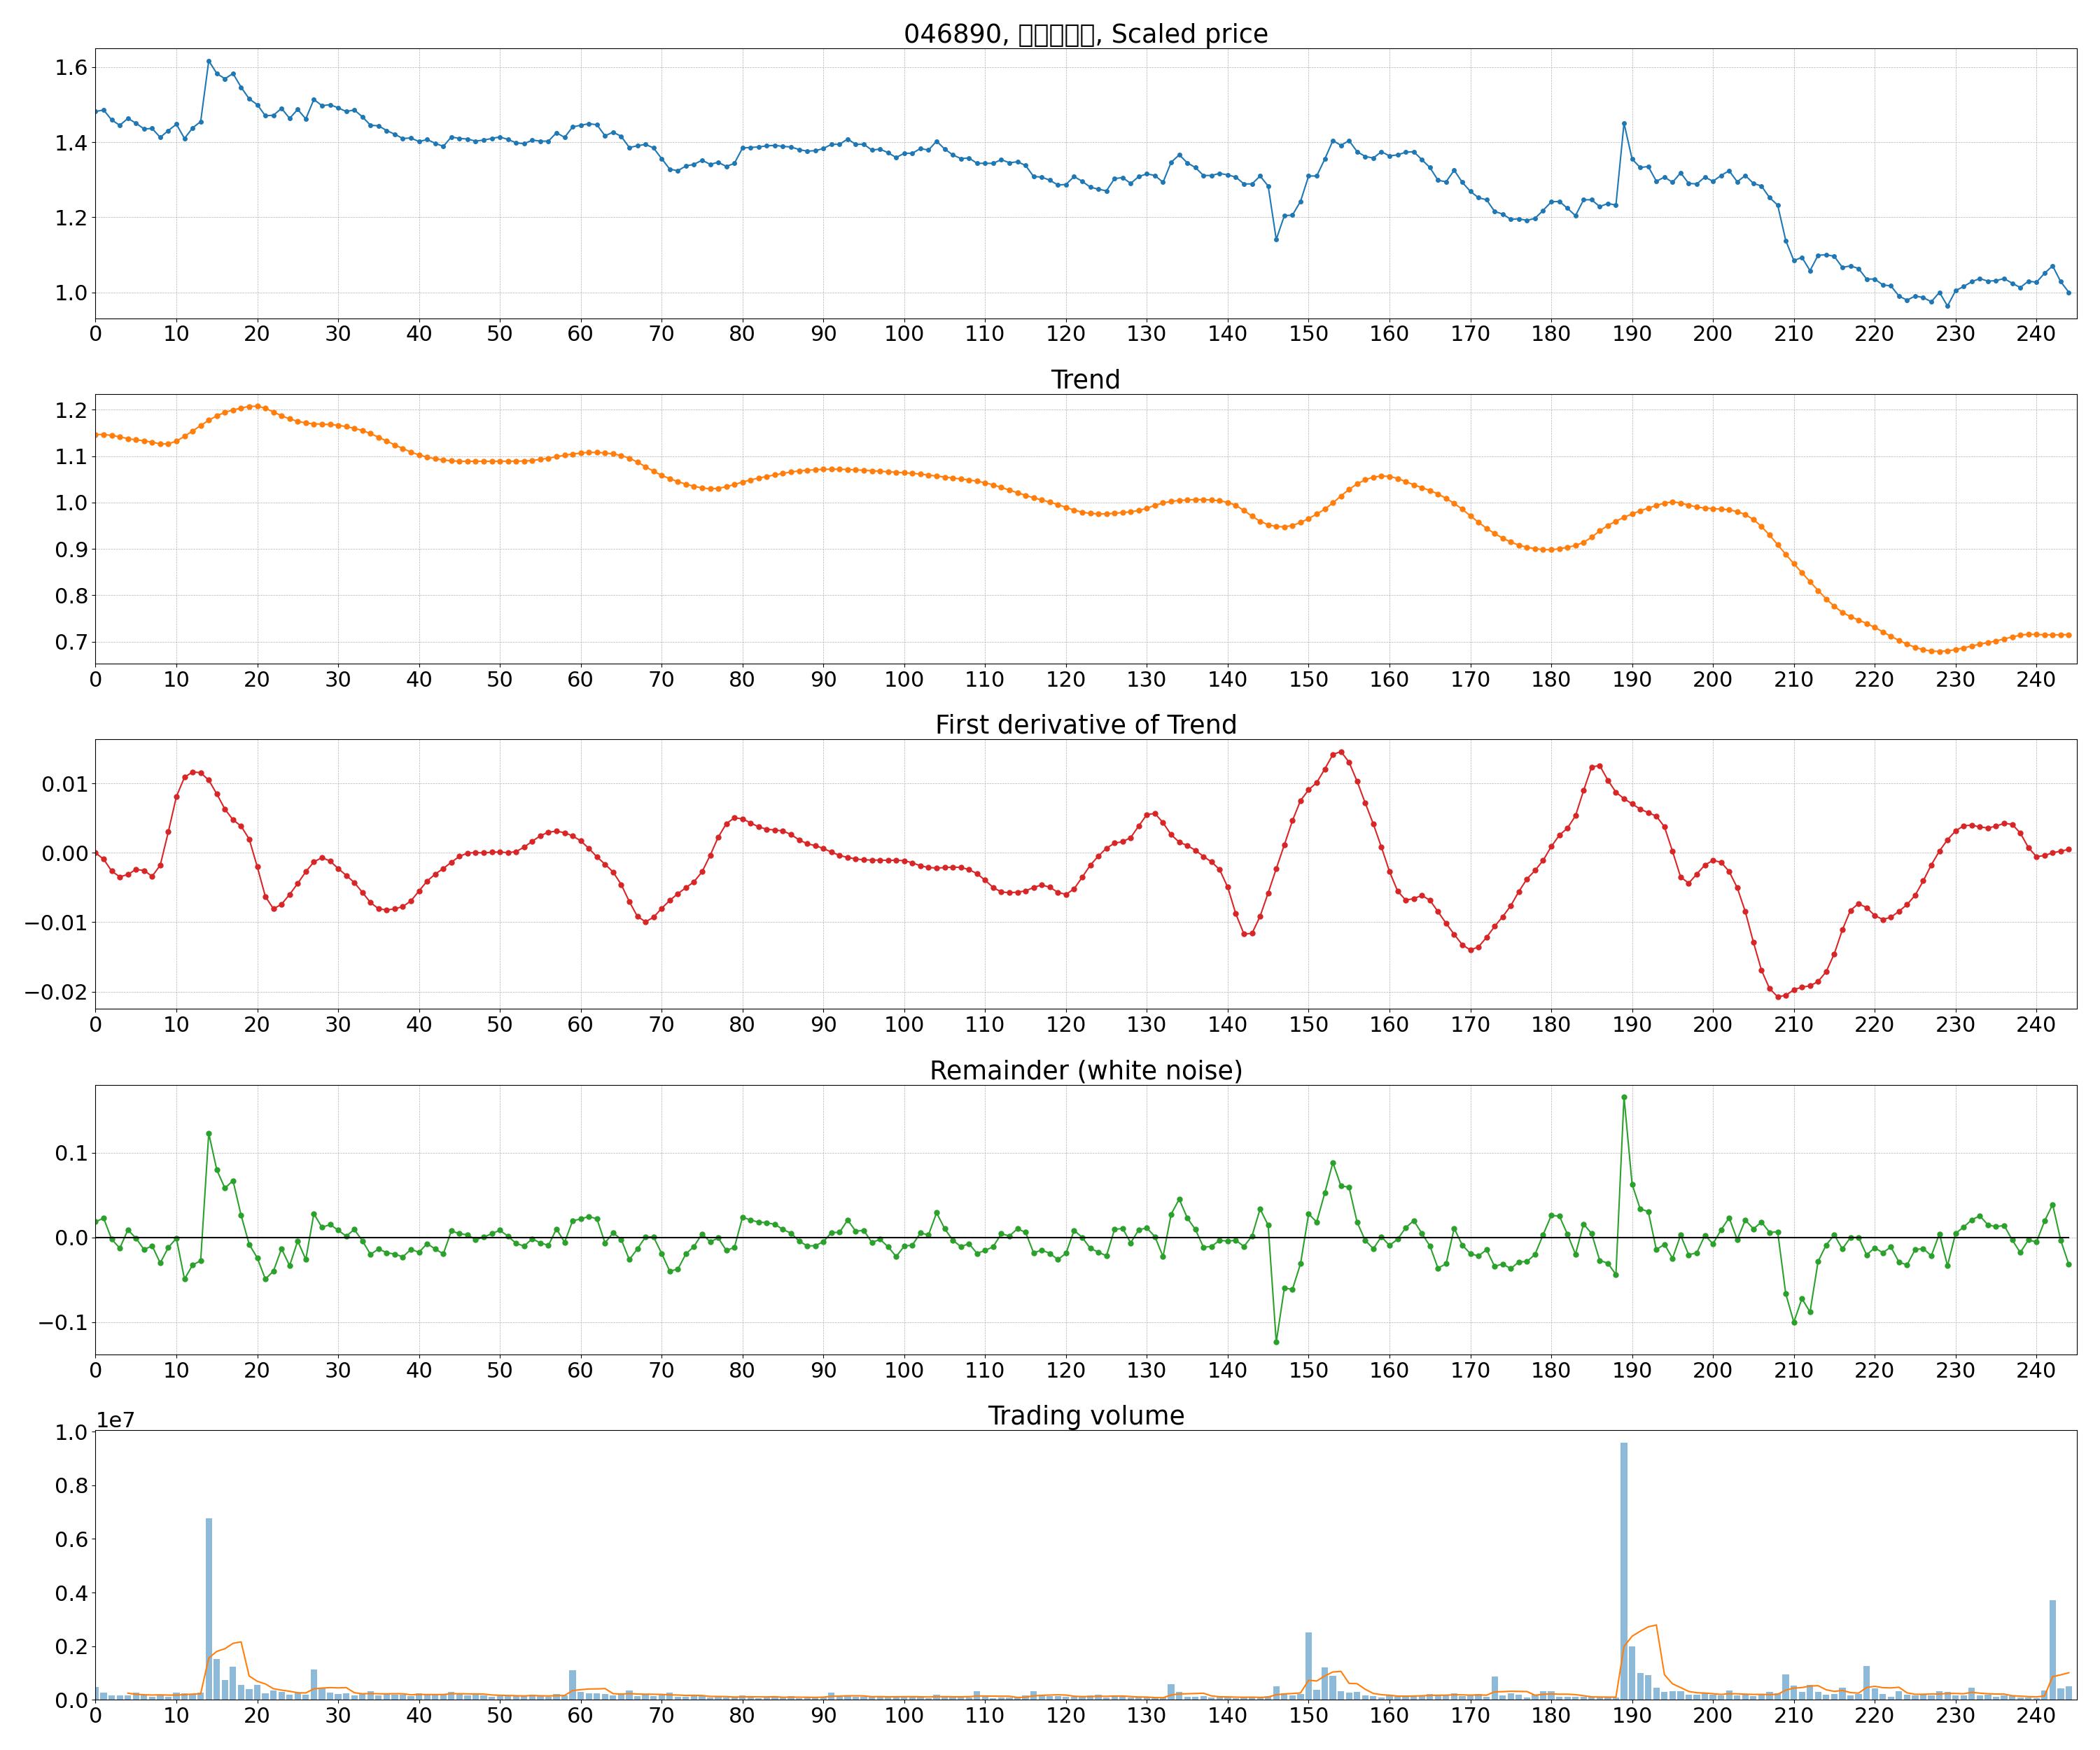 046890, □□□□□, Scaled price
1.6
1.4
1.2
1.0
0 10 20 30 40 50 60 70 80 90 100 110 120 130 140 150 160 170 180 190 200 210 220 230 240
Trend
1.2
1.1
1.0
0.9
0.8
0.7
0 10 20 30 40 50 60 70 80 90 100 110 120 130 140 150 160 170 180 190 200 210 220 230 240
First derivative of Trend
0.01
0.00
−0.01
−0.02
0 10 20 30 40 50 60 70 80 90 100 110 120 130 140 150 160 170 180 190 200 210 220 230 240
Remainder (white noise)
0.1
0.0
−0.1
0 10 20 30 40 50 60 70 80 90 100 110 120 130 140 150 160 170 180 190 200 210 220 230 240
Trading volume
1e7
1.0
0.8
0.6
0.4
0.2
0.0
0 10 20 30 40 50 60 70 80 90 100 110 120 130 140 150 160 170 180 190 200 210 220 230 240